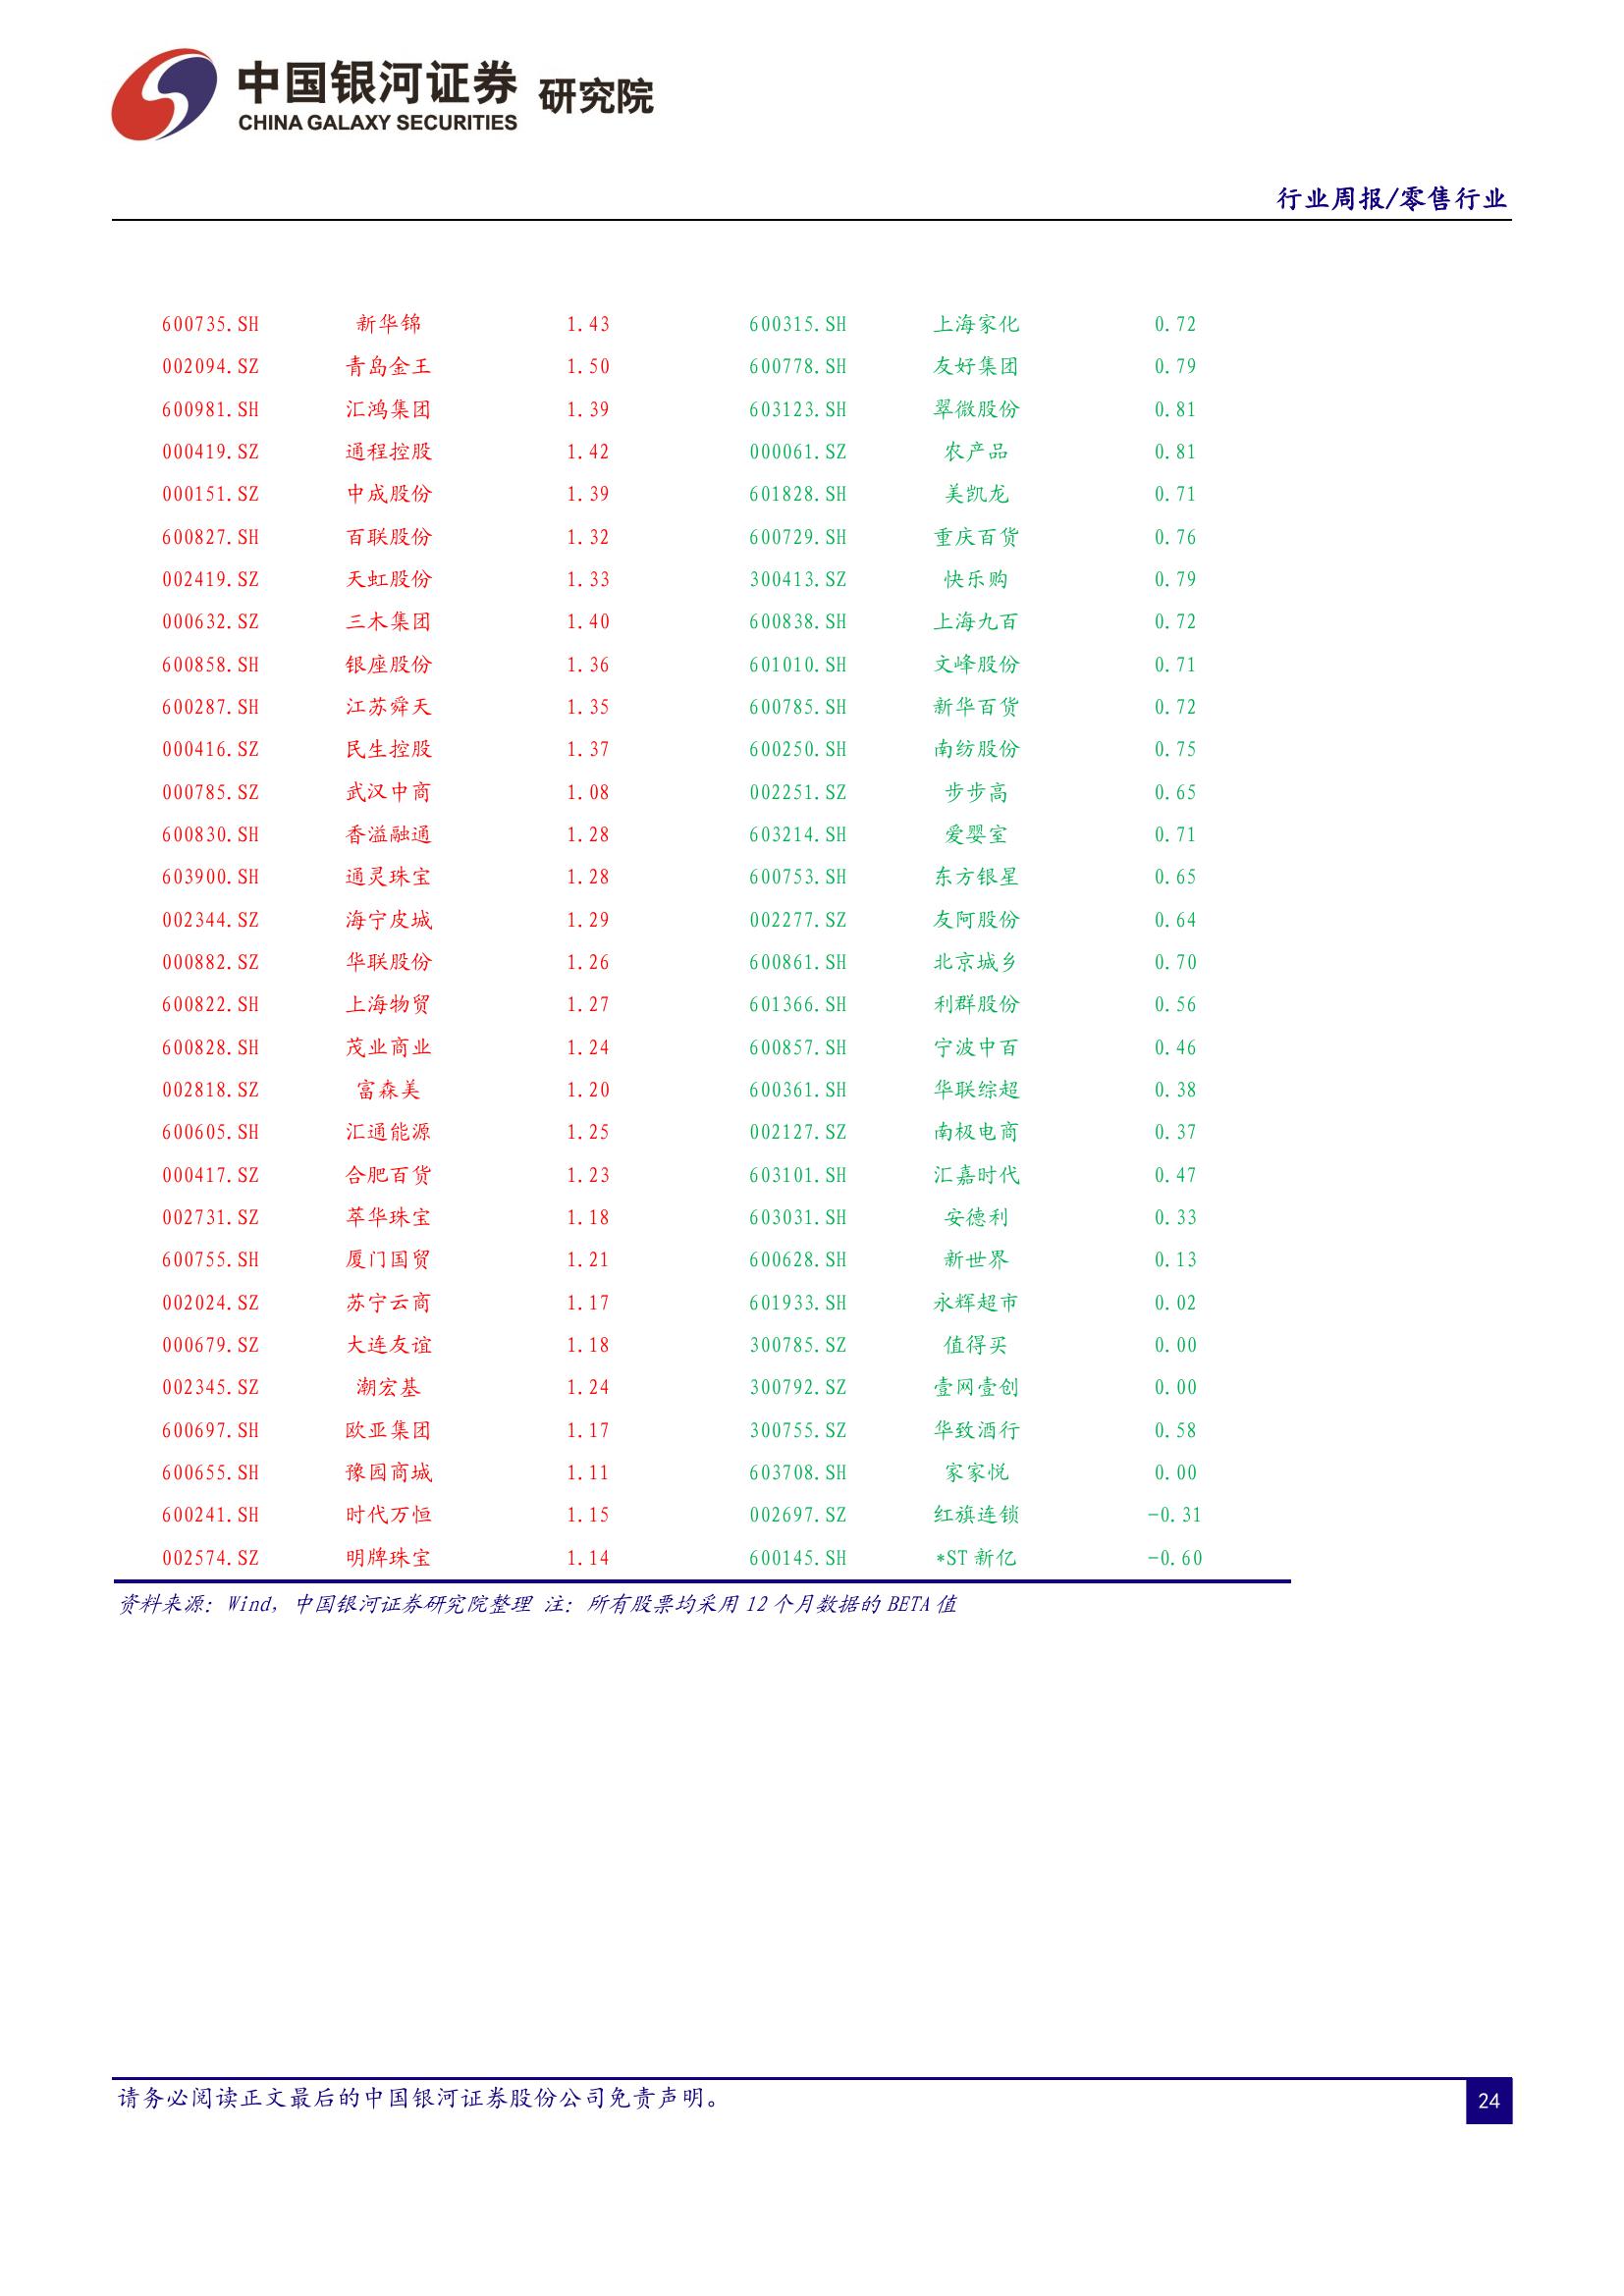 中国银河证券 研究院
CHINA GALAXY SECURITIES
行业周报/零售行业
600735.SH 新华锦 1.43 600315.SH 上海家化 0.72
002094.SZ 青岛金王 1.50 600778.SH 友好集团 0.79
600981.SH 汇鸿集团 1.39 603123.SH 翠微股份 0.81
000419.SZ 通程控股 1.42 000061.SZ 农产品 0.81
000151.SZ 中成股份 1.39 601828.SH 美凯龙 0.71
600827.SH 百联股份 1.32 600729.SH 重庆百货 0.76
002419.SZ 天虹股份 1.33 300413.SZ 快乐购 0.79
000632.SZ 三木集团 1.40 600838.SH 上海九百 0.72
600858.SH 银座股份 1.36 601010.SH 文峰股份 0.71
600287.SH 江苏舜天 1.35 600785.SH 新华百货 0.72
000416.SZ 民生控股 1.37 600250.SH 南纺股份 0.75
000785.SZ 武汉中商 1.08 002251.SZ 步步高 0.65
600830.SH 香溢融通 1.28 603214.SH 爱婴室 0.71
603900.SH 通灵珠宝 1.28 600753.SH 东方银星 0.65
002344.SZ 海宁皮城 1.29 002277.SZ 友阿股份 0.64
000882.SZ 华联股份 1.26 600861.SH 北京城乡 0.70
600822.SH 上海物贸 1.27 601366.SH 利群股份 0.56
600828.SH 茂业商业 1.24 600857.SH 宁波中百 0.46
002818.SZ 富森美 1.20 600361.SH 华联综超 0.38
600605.SH 汇通能源 1.25 002127.SZ 南极电商 0.37
000417.SZ 合肥百货 1.23 603101.SH 汇嘉时代 0.47
002731.SZ 萃华珠宝 1.18 603031.SH 安德利 0.33
600755.SH 厦门国贸 1.21 600628.SH 新世界 0.13
002024.SZ 苏宁云商 1.17 601933.SH 永辉超市 0.02
000679.SZ 大连友谊 1.18 300785.SZ 值得买 0.00
002345.SZ 潮宏基 1.24 300792.SZ 壹网壹创 0.00
600697.SH 欧亚集团 1.17 300755.SZ 华致酒行 0.58
600655.SH 豫园商城 1.11 603708.SH 家家悦 0.00
600241.SH 时代万恒 1.15 002697.SZ 红旗连锁 -0.31
002574.SZ 明牌珠宝 1.14 600145.SH *ST 新亿 -0.60
资料来源：Wind，中国银河证券研究院整理 注：所有股票均采用 12 个月数据的 BETA 值
请务必阅读正文最后的中国银河证券股份公司免责声明。
24